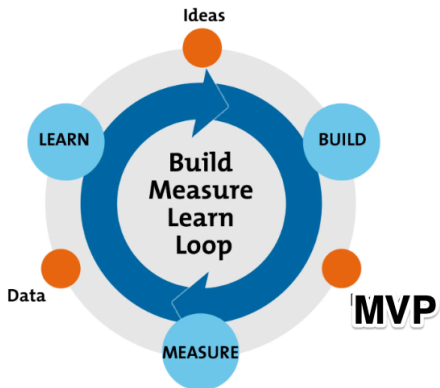 Ideas
LEARN
BUILD
Build
Measure
Learn
Loop
Data
MVP
MEASURE